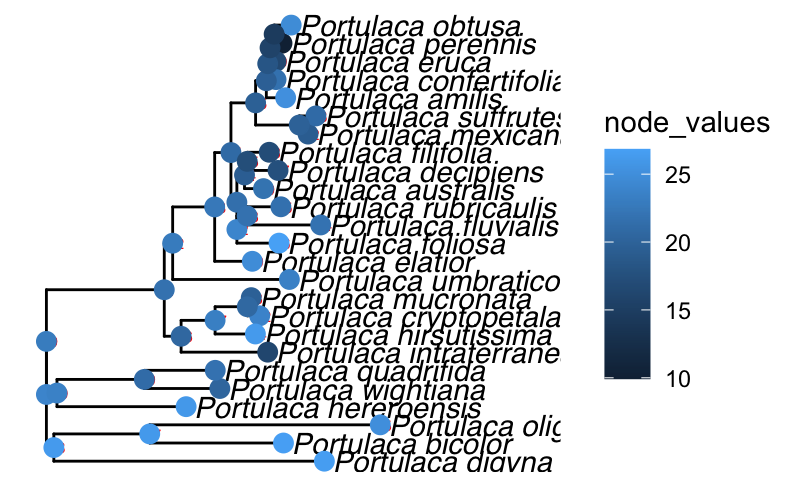 Portulaca obtusa
Portulaca perennis
Portulaca eruca
Portulaca confertifolia
Portulaca amilis
Portulaca suffrutes
Portulaca mexican
Portulaca filifolia
Portulaca decipiens
Portulaca australis
Portulaca rubricaulis
Portulaca fluvialis
Portulaca foliosa
Portulaca elatior
Portulaca umbratico
Portulaca mucronata
Portulaca cryptopetala
Portulaca hirsutissima
Portulaca intraterrane
Portulaca quadrifida
Portulaca wightiana
Portulaca hereroensis
Portulaca olig
Portulaca bicolor
Portulaca digyna
node_values
25
20
15
10